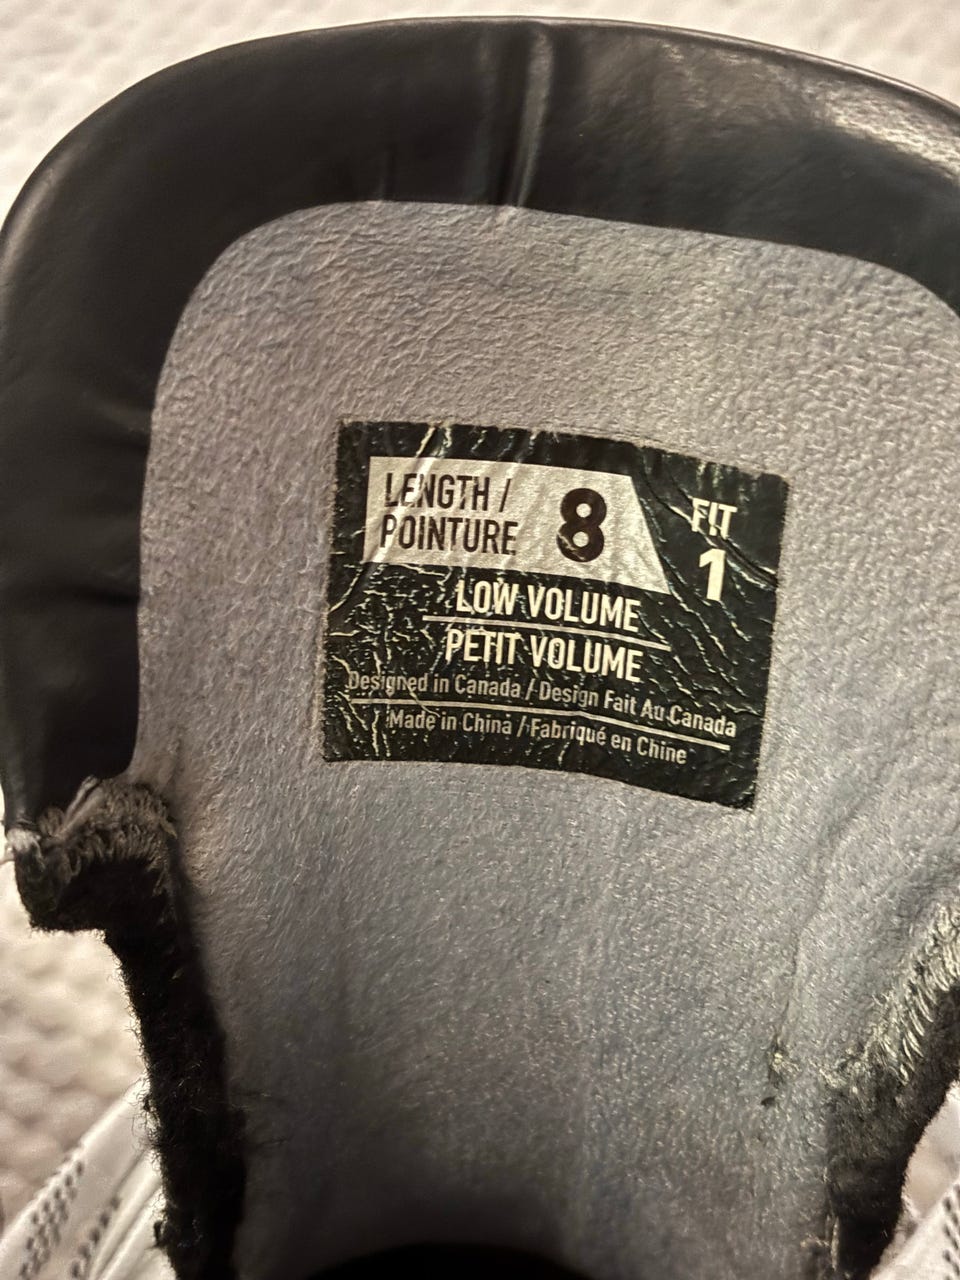 LENGTH / 8 FIT
POINTURE 1
LOW VOLUME
PETIT VOLUME
Designed in Canada / Design Fait Au Canada
Made in China / Fabriqué en Chine